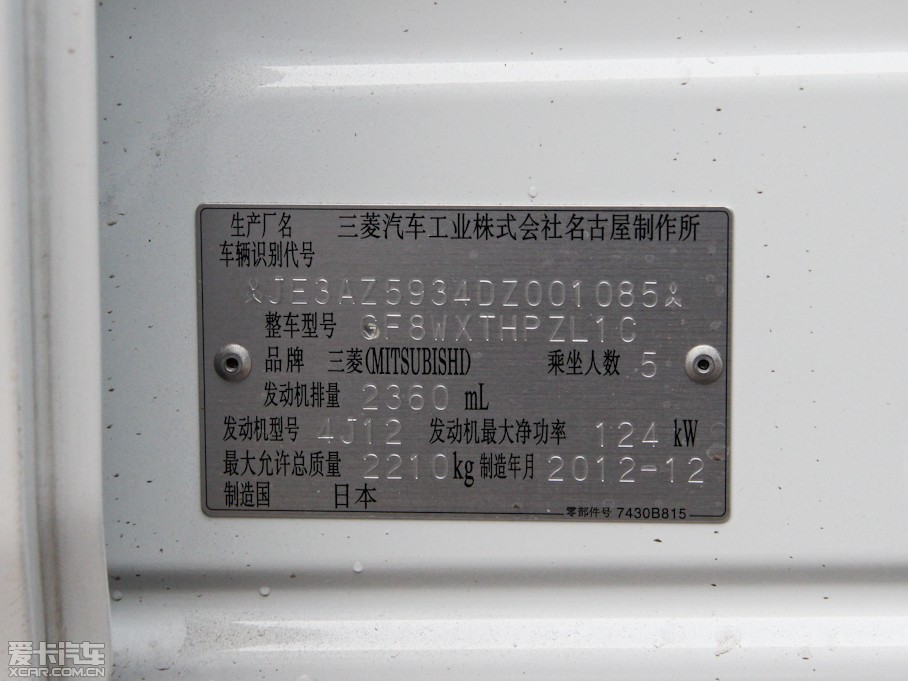 生产厂名 三菱汽车工业株式会社名古屋制作所
车辆识别代号
JE3AZ5934DZ001085
整车型号 GF8WXTHPZL1C
品牌 三菱(MITSUBISHI) 乘坐人数 5
发动机排量 2360 mL
发动机型号 4J12 发动机最大净功率 124 kW
最大允许总质量 2210 kg 制造年月 2012-12
制造国 日本
零部件号 7430B815
爱卡汽车
XCAR.COM.CN